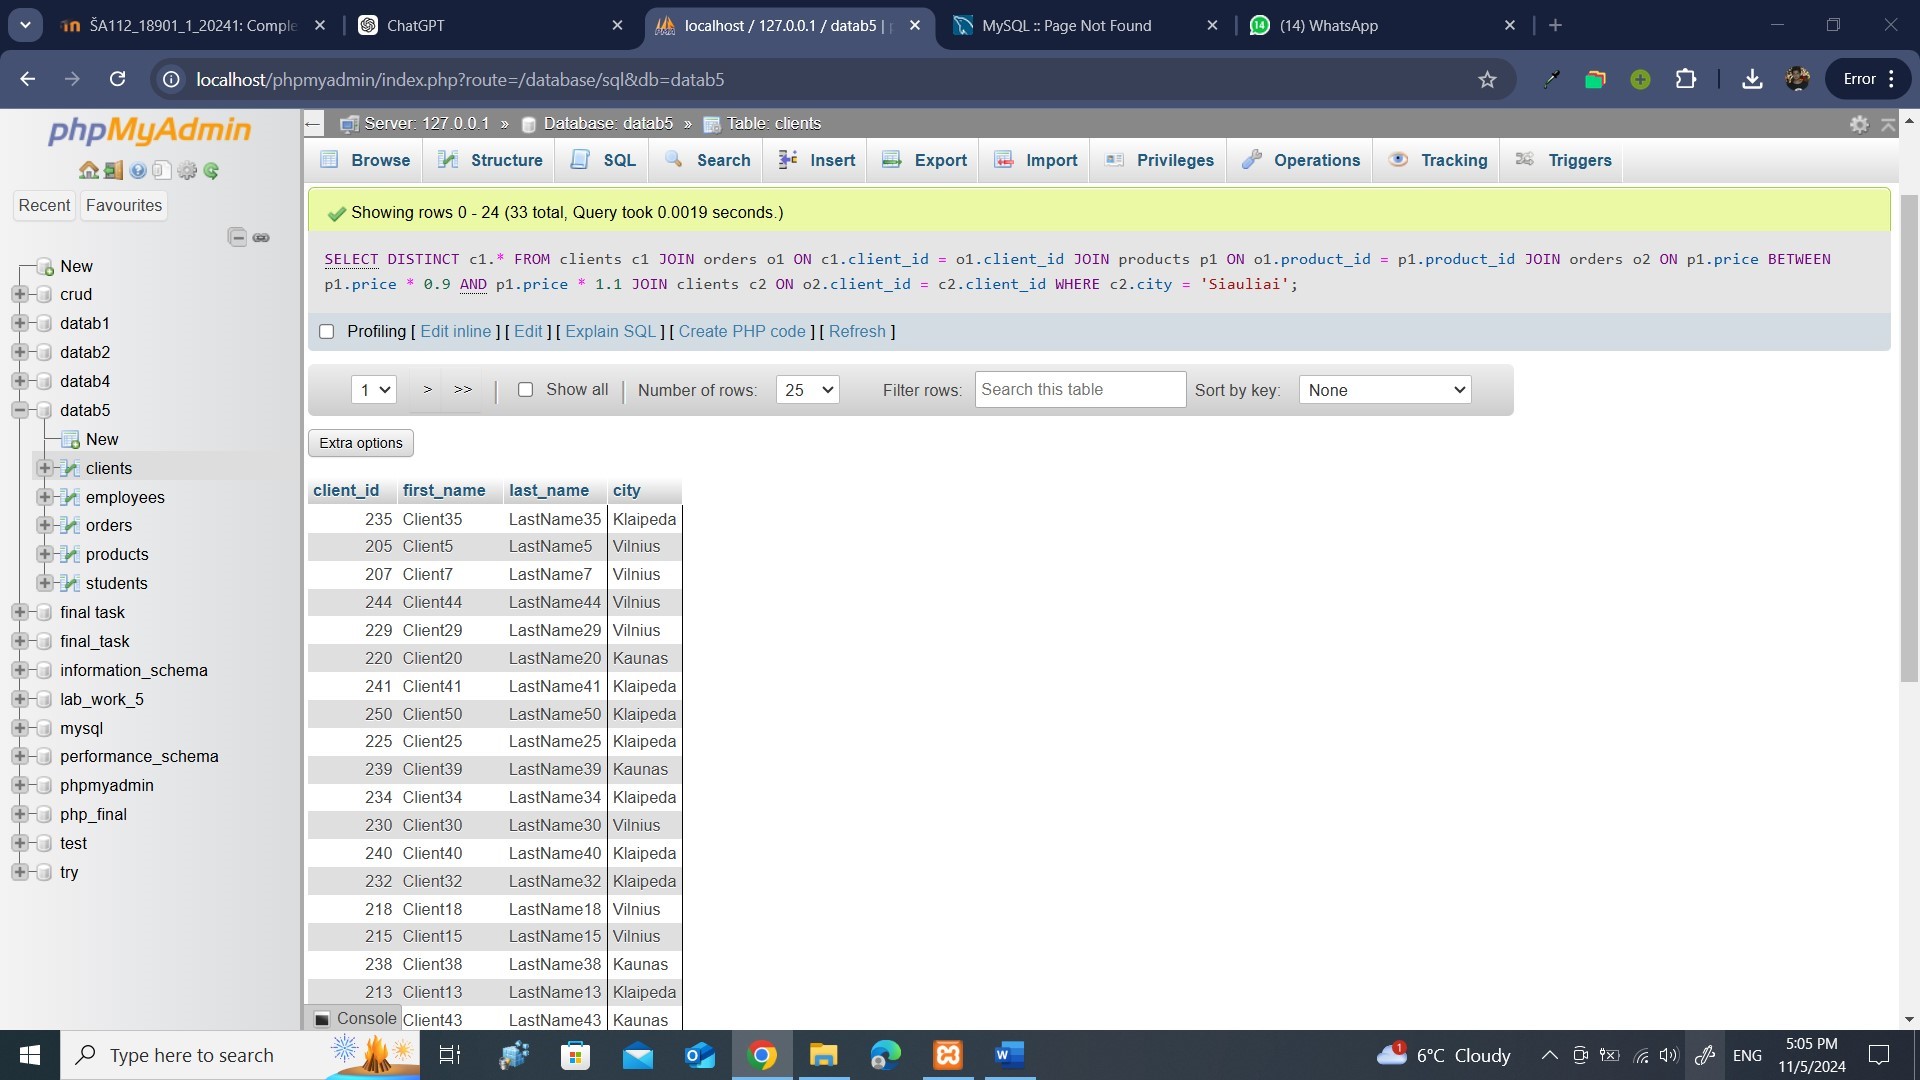 ŠA112_18901_1_20241: Comple
ChatGPT
localhost / 127.0.0.1 / datab5 |
MySQL :: Page Not Found
14
(14) WhatsApp
localhost/phpmyadmin/index.php?route=/database/sql&db=datab5
Error
phpMyAdmin
Recent
Favourites
New
crud
datab1
datab2
datab4
datab5
New
clients
employees
orders
products
students
final task
final_task
information_schema
lab_work_5
mysql
performance_schema
phpmyadmin
php_final
test
try
Server: 127.0.0.1 » Database: datab5 » Table: clients
Browse Structure SQL Search Insert Export Import Privileges Operations Tracking Triggers
Showing rows 0 - 24 (33 total, Query took 0.0019 seconds.)
SELECT DISTINCT c1.* FROM clients c1 JOIN orders o1 ON c1.client_id = o1.client_id JOIN products p1 ON o1.product_id = p1.product_id JOIN orders o2 ON p1.price BETWEEN
p1.price * 0.9 AND p1.price * 1.1 JOIN clients c2 ON o2.client_id = c2.client_id WHERE c2.city = 'Siauliai';
Profiling [ Edit inline ] [ Edit ] [ Explain SQL ] [ Create PHP code ] [ Refresh ]
1 > >> | Show all | Number of rows: 25 Filter rows: Search this table Sort by key: None
Extra options
client_id first_name last_name city
235 Client35 LastName35 Klaipeda
205 Client5 LastName5 Vilnius
207 Client7 LastName7 Vilnius
244 Client44 LastName44 Vilnius
229 Client29 LastName29 Vilnius
220 Client20 LastName20 Kaunas
241 Client41 LastName41 Klaipeda
250 Client50 LastName50 Klaipeda
225 Client25 LastName25 Klaipeda
239 Client39 LastName39 Kaunas
234 Client34 LastName34 Klaipeda
230 Client30 LastName30 Vilnius
240 Client40 LastName40 Klaipeda
232 Client32 LastName32 Klaipeda
218 Client18 LastName18 Vilnius
215 Client15 LastName15 Vilnius
238 Client38 LastName38 Kaunas
213 Client13 LastName13 Klaipeda
Client43 LastName43 Kaunas
Console
Type here to search
1
6°C Cloudy
ENG
5:05 PM
11/5/2024